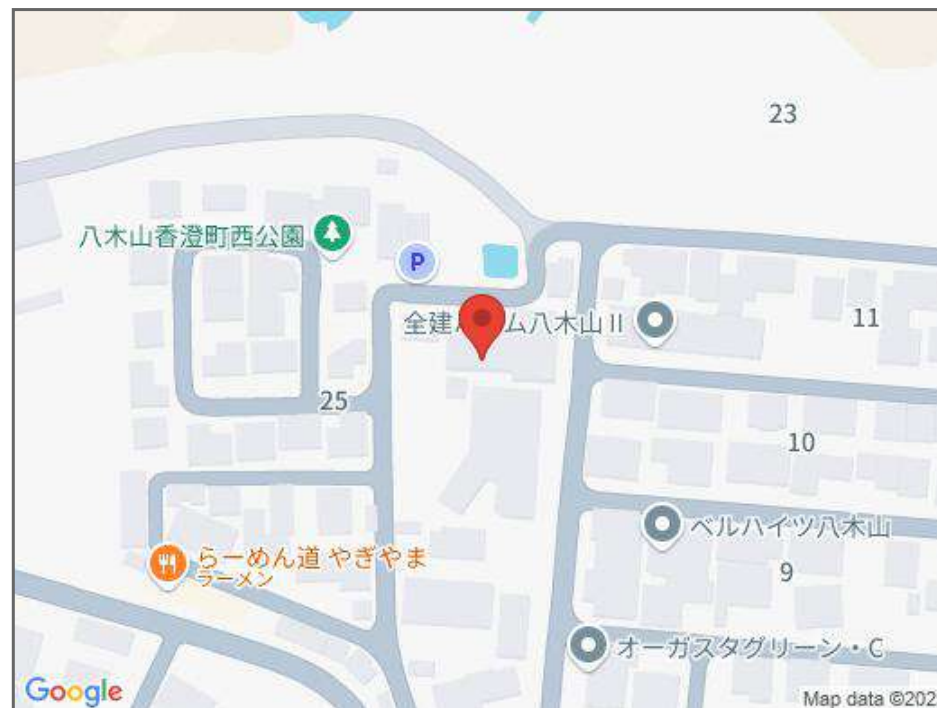 23
八木山香澄町西公園
P
全建
ム八木山Ⅱ
11
25
10
ベルハイツ八木山
らーめん道 やぎやま
ラーメン
9
オーガスタグリーン・C
Google
Map data ©202